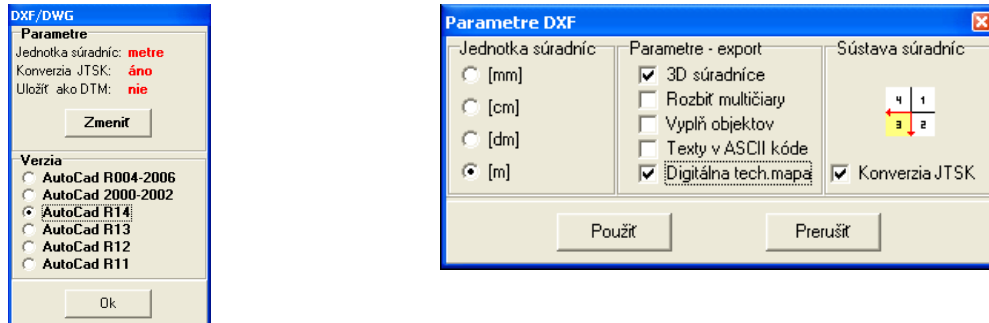 DXF/DWG
Parametre
Jednotka súradníc: metre
Konverzia JTSK: áno
Uložiť ako DTM: nie
Zmeniť
Verzia
AutoCad R004-2006
AutoCad 2000-2002
AutoCad R14
AutoCad R13
AutoCad R12
AutoCad R11
Ok
Parametre DXF
Jednotka súradníc
[mm]
[cm]
[dm]
[m]
Parametre - export
3D súradníce
Rozbiť multičiary
Vyplň objektov
Texty v ASCII kóde
Digitálna tech.mapa
Sústava súradníc
4 1
3 2
Konverzia JTSK
Použiť
Prerušiť